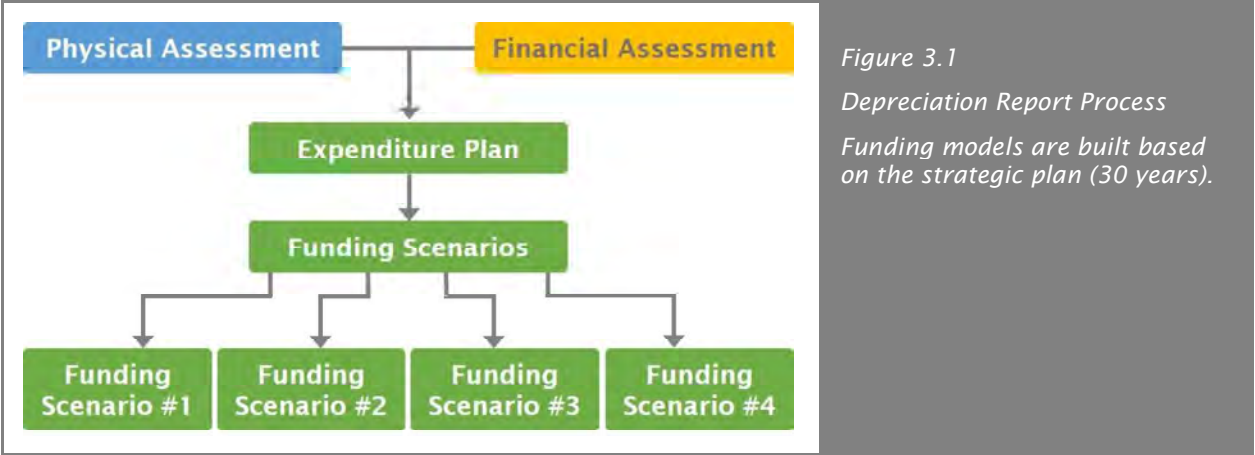 Physical Assessment
Financial Assessment
Expenditure Plan
Funding Scenarios
Funding
Scenario #1
Funding
Scenario #2
Funding
Scenario #3
Funding
Scenario #4
Figure 3.1
Depreciation Report Process
Funding models are built based
on the strategic plan (30 years).